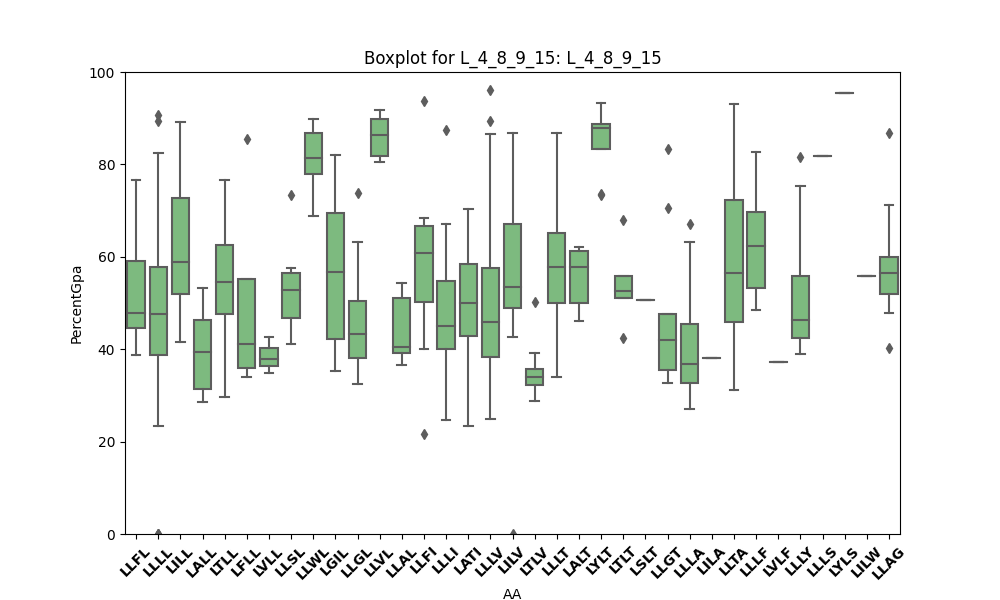 Boxplot for L_4_8_9_15: L_4_8_9_15
100
80
60
40
20
0
PercentGpa
LLFL LLLL LILL LALL LTLL LFLL LVLL LLSL LLWL LGIL LLGL LLVL LLAL LLFI LLLI LATI LLLV LILV LTLV LLLT LALT LYLT LTLT LSLT LLGT LLLA LILA LLTA LLLF LVLF LLLY LLLS LYLS LILW LLAG
AA